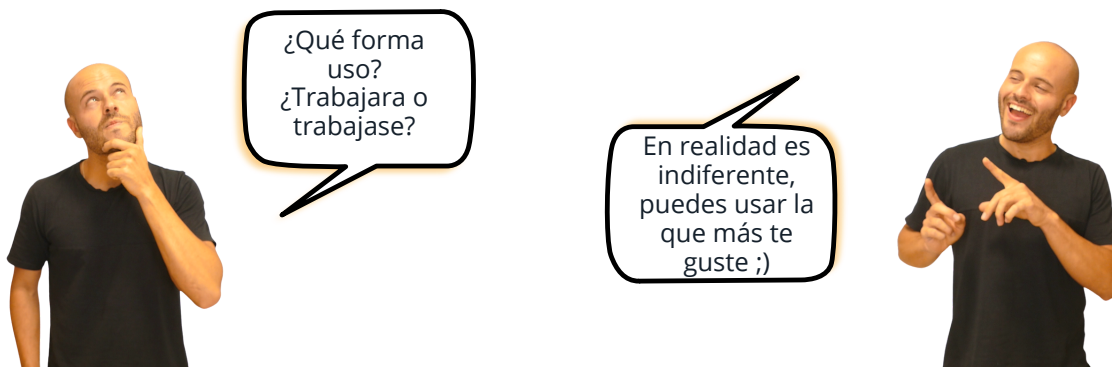 ¿Qué forma
uso?
¿Trabajara o
trabajase?
En realidad es
indiferente,
puedes usar la
que más te
guste ;)